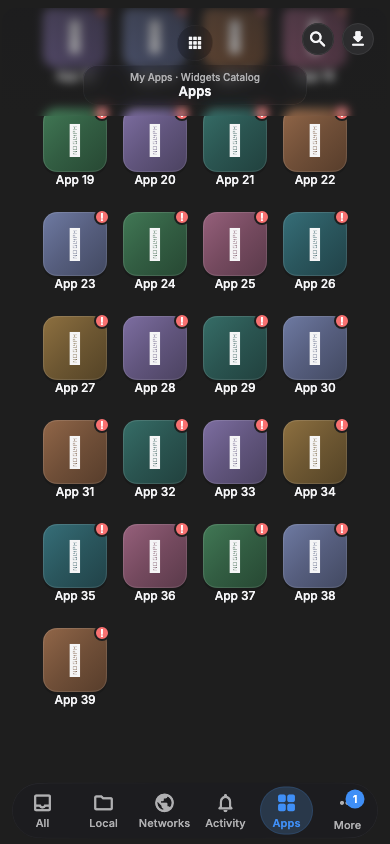 My Apps · Widgets Catalog
Apps
App 19 App 20 App 21 App 22
App 23 App 24 App 25 App 26
App 27 App 28 App 29 App 30
App 31 App 32 App 33 App 34
App 35 App 36 App 37 App 38
App 39
1
All Local Networks Activity Apps More